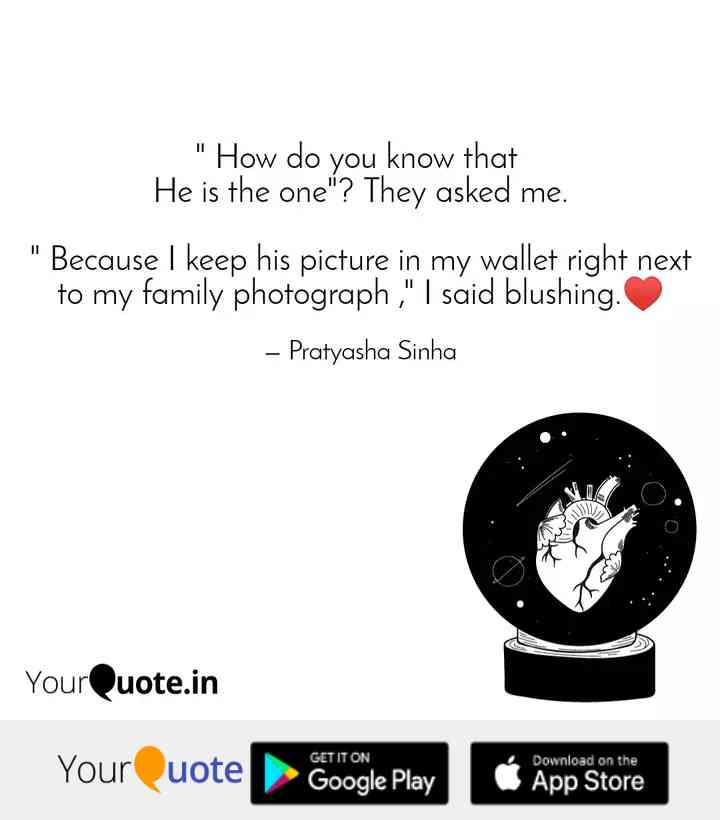 " How do you know that
He is the one"? They asked me.
" Because I keep his picture in my wallet right next
to my family photograph ," I said blushing.♥️
– Pratyasha Sinha
YourQuote.in
YourQuote
GET IT ON
Google Play
Download on the
App Store